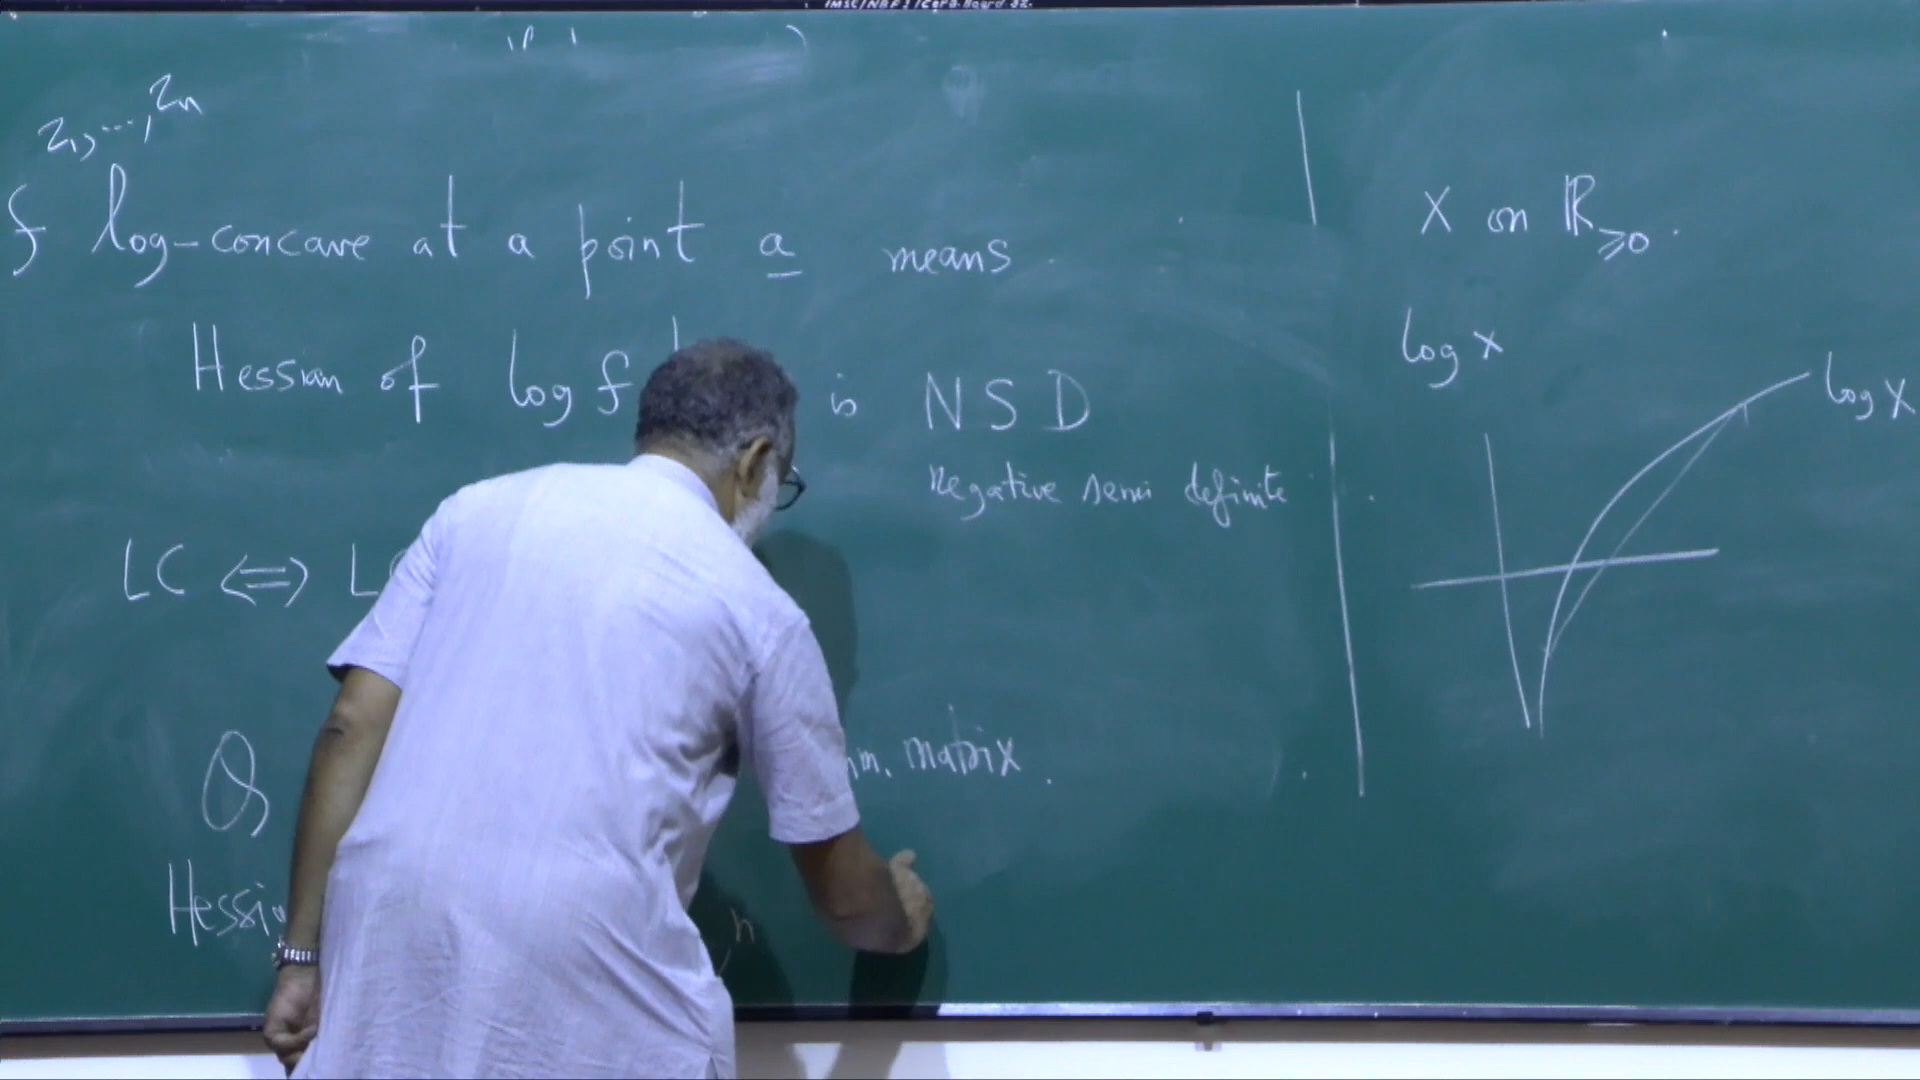 z₁, ..., zₙ
f log-concave at a point a means
Hessian of log f is NSD
Negative semi definite
LC ⇔
Q matrix.
n
X on ℝ≥0.
log x
log X